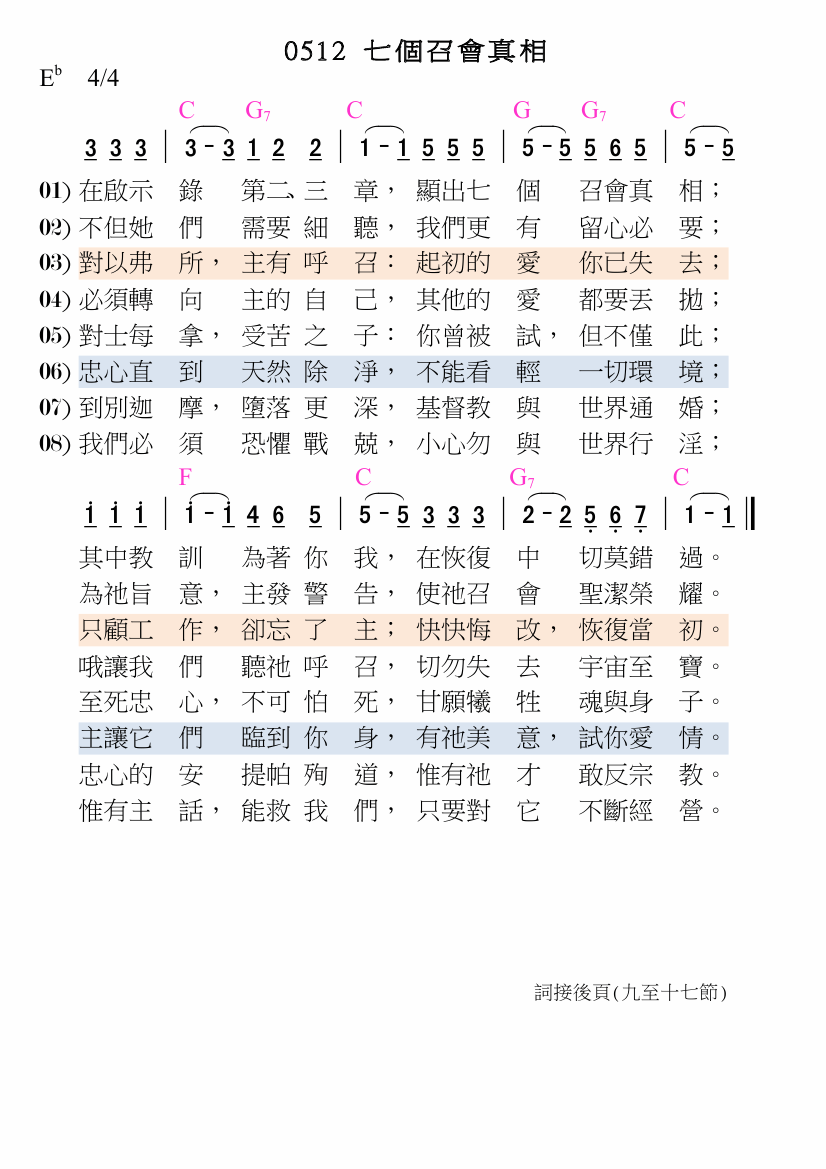 0512 七個召會真相
E♭ 4/4
C G7 C G G7 C
3 3 3 | 3 - 3 1 2 2 | 1 - 1 5 5 5 | 5 - 5 5 6 5 | 5 - 5
01) 在啟示 錄 第二、三 章， 顯出七 個 召會真 相；
02) 不但她 們 需要 細 聽， 我們更 有 留心必 要；
03) 對以弗 所， 主有 呼 召： 起初的 愛 你已失 去；
04) 必須轉 向 主的 自 己， 其他的 愛 都要丟 拋；
05) 對士每 拿， 受苦 之 子： 你曾被 試， 但不僅 此；
06) 忠心直 到 天然 除 淨， 不能看 輕 一切環 境；
07) 到別迦 摩， 墮落 更 深， 基督教 與 世界通 婚；
08) 我們必 須 恐懼 戰 兢， 小心勿 與 世界行 淫；
F C G7 C
i i i | i - i 4 6 5 | 5 - 5 3 3 3 | 2 - 2 5 6 7 | 1 - 1 ‖
其中教 訓 為著 你 我， 在恢復 中 切莫錯 過。
為祂旨 意， 主發 警 告， 使祂召 會 聖潔榮 耀。
只顧工 作， 卻忘 了 主； 快快悔 改， 恢復當 初。
哦讓我 們 聽祂 呼 召， 切勿失 去 宇宙至 寶。
至死忠 心， 不可 怕 死， 甘願犧 牲 魂與身 子。
主讓它 們 臨到 你 身， 有祂美 意， 試你愛 情。
忠心的 安 提帕 殉 道， 惟有祂 才 敢反宗 教。
惟有主 話， 能救 我 們， 只要對 它 不斷經 營。
詞接後頁(九至十七節)